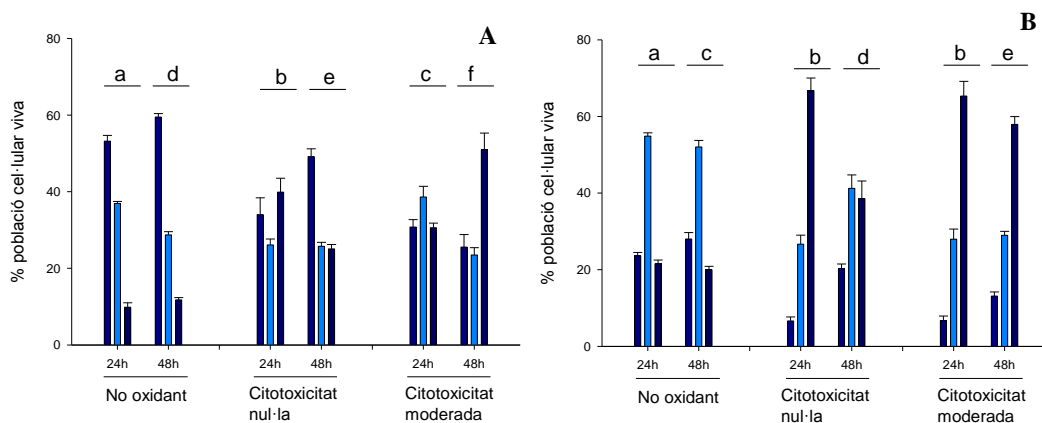 A
% població cel·lular viva
80
60
40
20
0
a d b e c f
24h 48h 24h 48h 24h 48h
No oxidant
Citotoxicitat
nul·la
Citotoxicitat
moderada
B
% població cel·lular viva
80
60
40
20
0
a c b d b e
24h 48h 24h 48h 24h 48h
No oxidant
Citotoxicitat
nul·la
Citotoxicitat
moderada